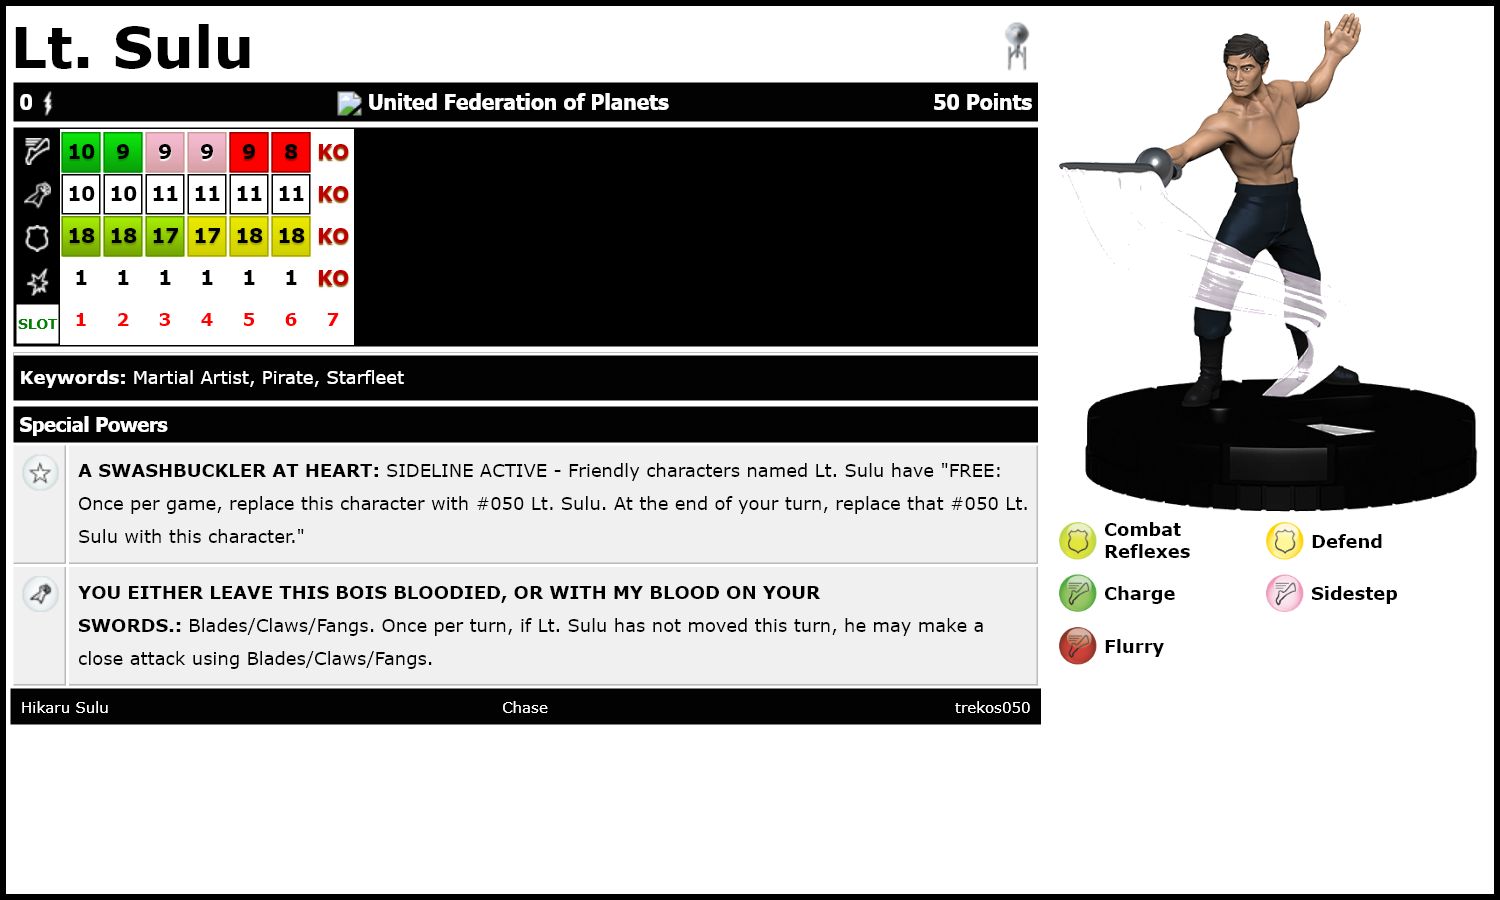 Lt. Sulu
0 United Federation of Planets 50 Points
10 9 9 9 9 8 KO
10 10 11 11 11 11 KO
18 18 17 17 18 18 KO
1 1 1 1 1 1 KO
SLOT 1 2 3 4 5 6 7
Keywords: Martial Artist, Pirate, Starfleet
Special Powers
A SWASHBUCKLER AT HEART: SIDELINE ACTIVE - Friendly characters named Lt. Sulu have "FREE:
Once per game, replace this character with #050 Lt. Sulu. At the end of your turn, replace that #050 Lt.
Sulu with this character."
YOU EITHER LEAVE THIS BOIS BLOODIED, OR WITH MY BLOOD ON YOUR
SWORDS.: Blades/Claws/Fangs. Once per turn, if Lt. Sulu has not moved this turn, he may make a
close attack using Blades/Claws/Fangs.
Hikaru Sulu Chase trekos050
Combat
Reflexes
Defend
Charge
Sidestep
Flurry